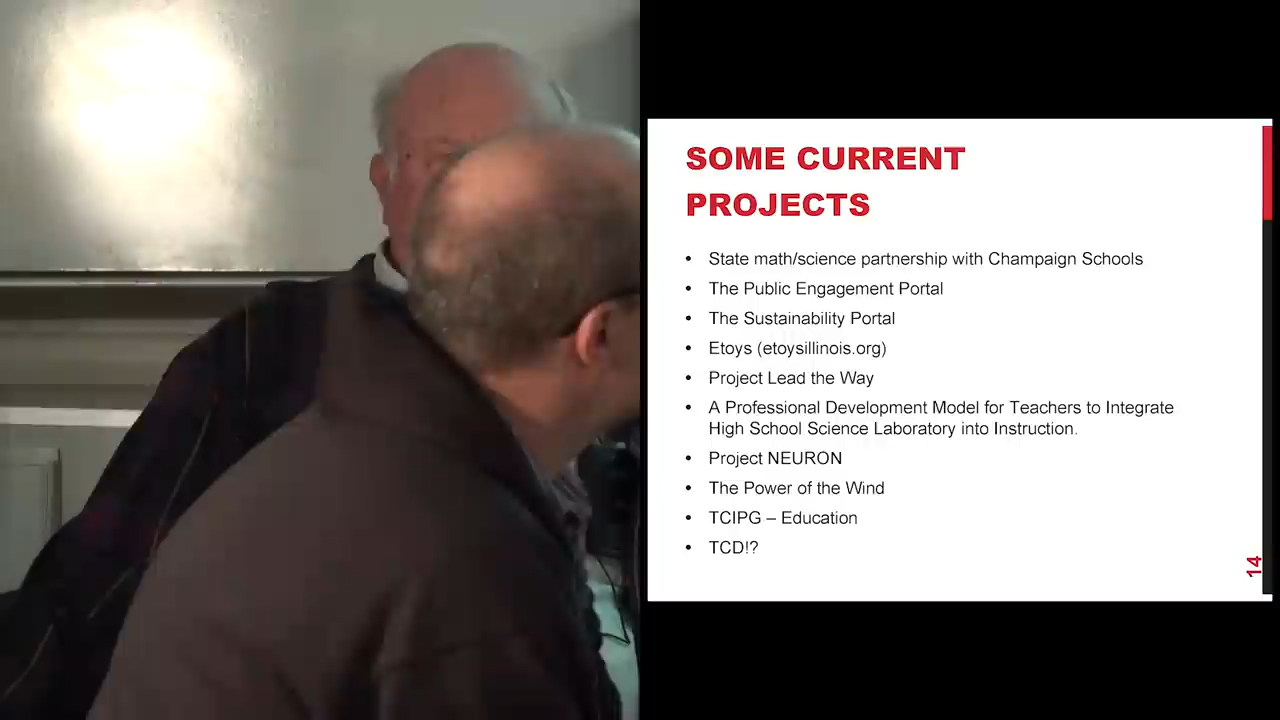 SOME CURRENT
PROJECTS
• State math/science partnership with Champaign Schools
• The Public Engagement Portal
• The Sustainability Portal
• Etoys (etoysillinois.org)
• Project Lead the Way
• A Professional Development Model for Teachers to Integrate
High School Science Laboratory into Instruction.
• Project NEURON
• The Power of the Wind
• TCIPG – Education
• TCD!?
14